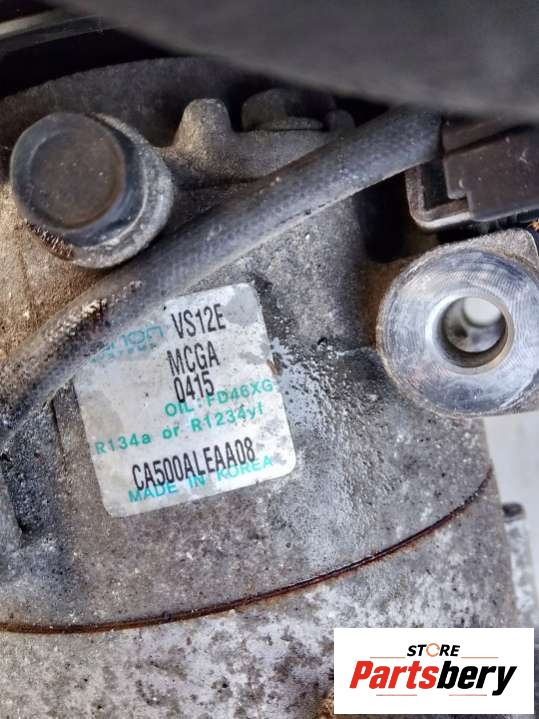 VS12E
MCGA
0415
OIL: FD46XG
R134a or R1234yf
CA500ALEAA08
MADE IN KOREA
STORE
Partsbery